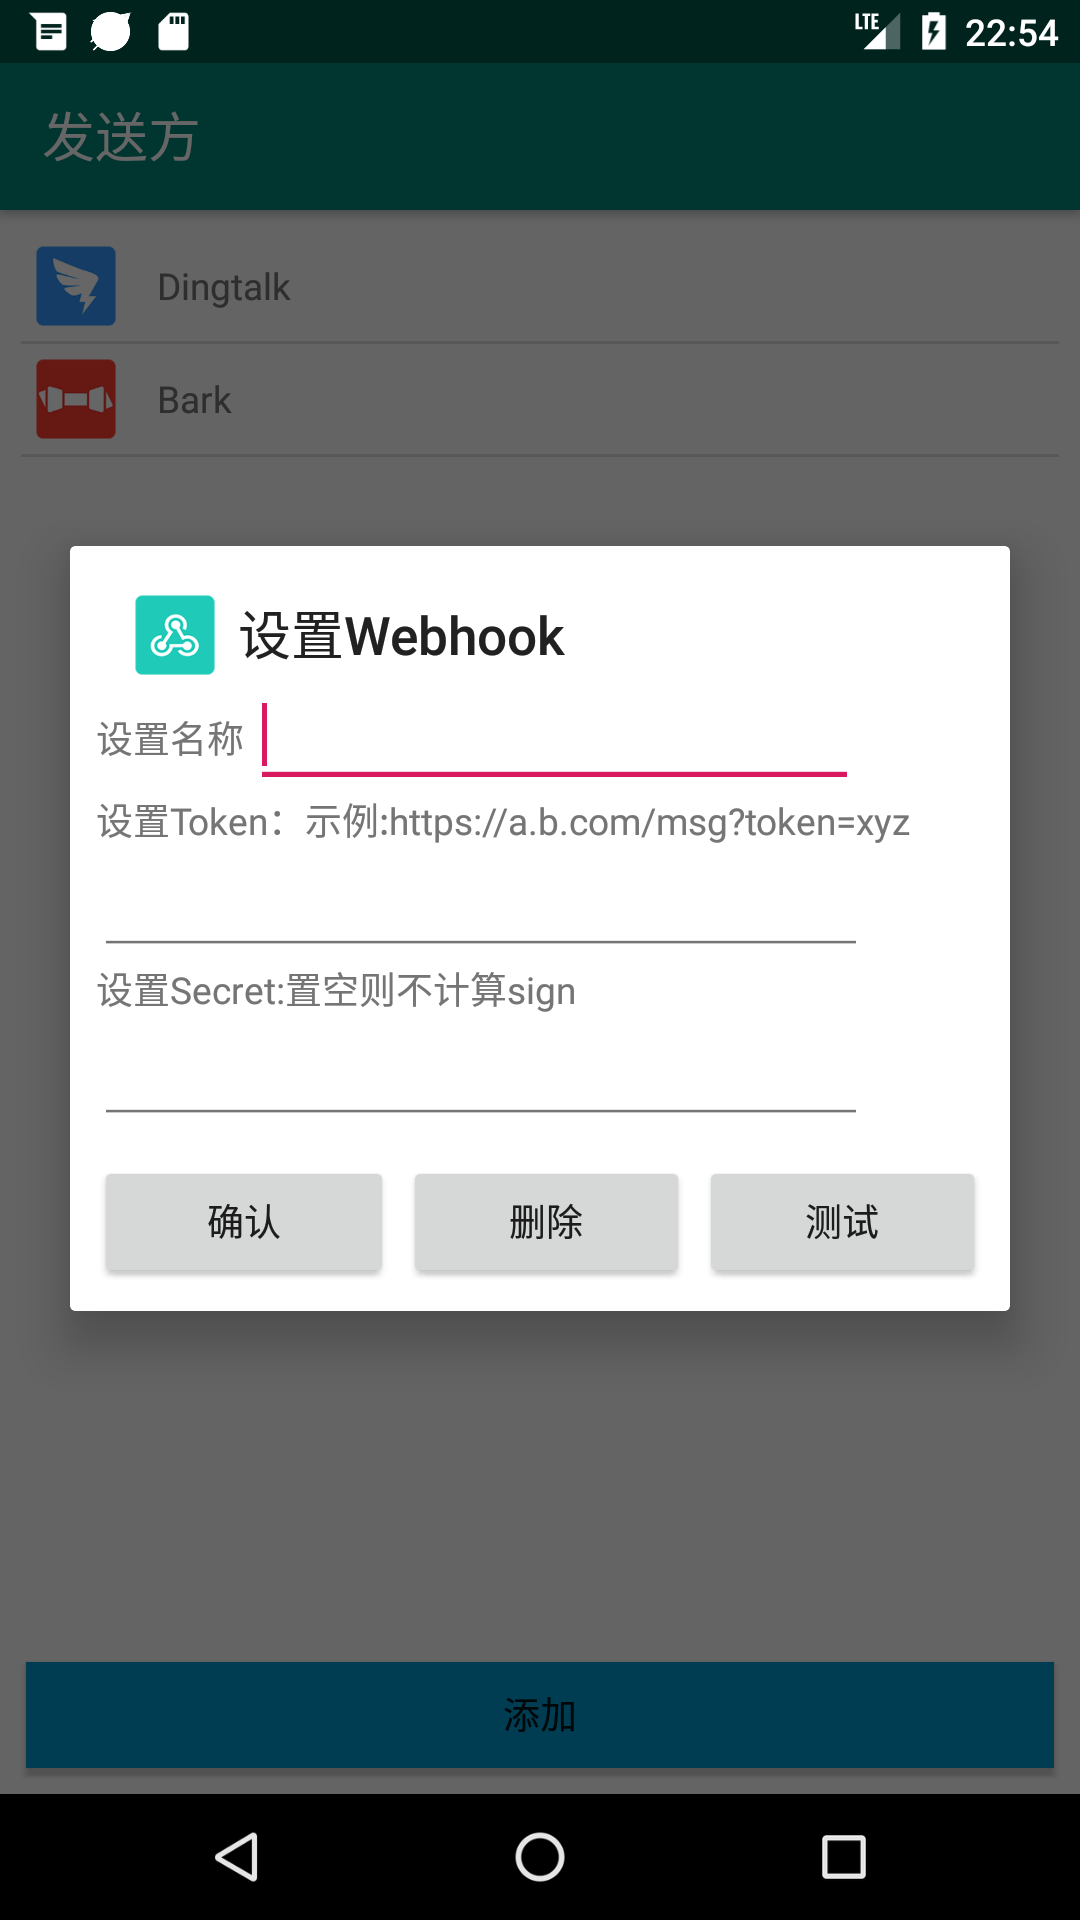 LTE 22:54
发送方
Dingtalk
Bark
设置Webhook
设置名称
设置Token：示例:https://a.b.com/msg?token=xyz
设置Secret:置空则不计算sign
确认 删除 测试
添加